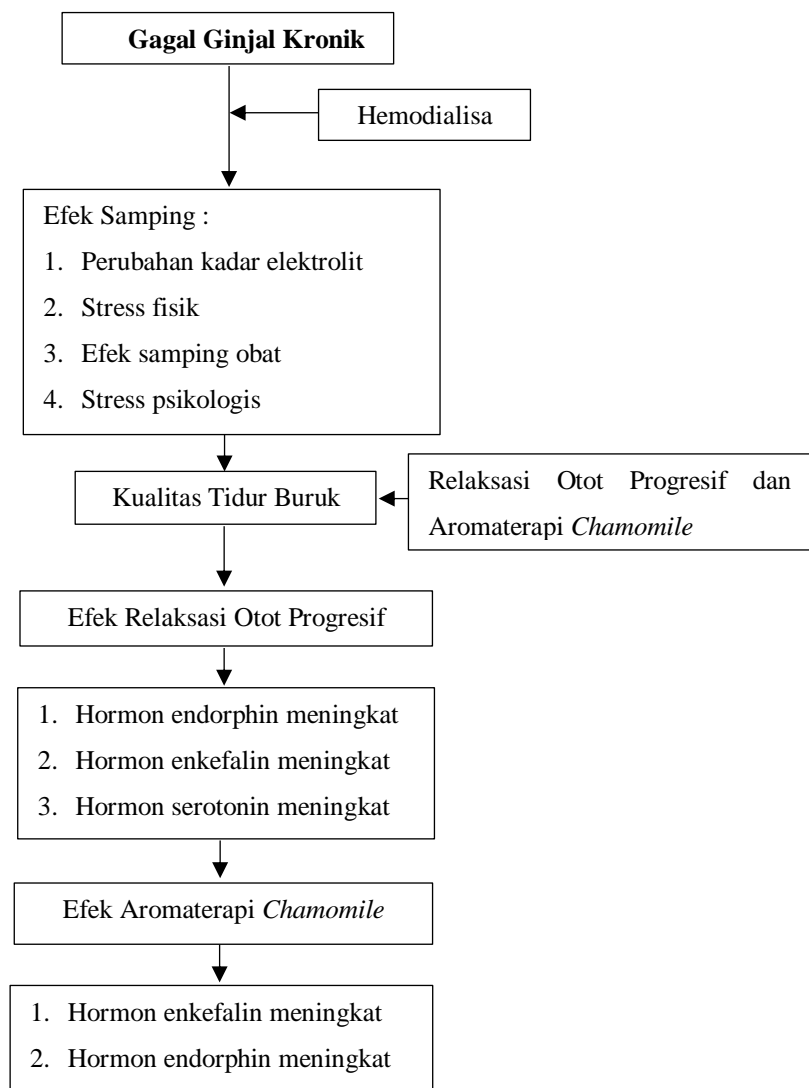 Gagal Ginjal Kronik
Hemodialisa
Efek Samping :
1. Perubahan kadar elektrolit
2. Stress fisik
3. Efek samping obat
4. Stress psikologis
Kualitas Tidur Buruk
Relaksasi Otot Progresif dan
Aromaterapi Chamomile
Efek Relaksasi Otot Progresif
1. Hormon endorphin meningkat
2. Hormon enkefalin meningkat
3. Hormon serotonin meningkat
Efek Aromaterapi Chamomile
1. Hormon enkefalin meningkat
2. Hormon endorphin meningkat